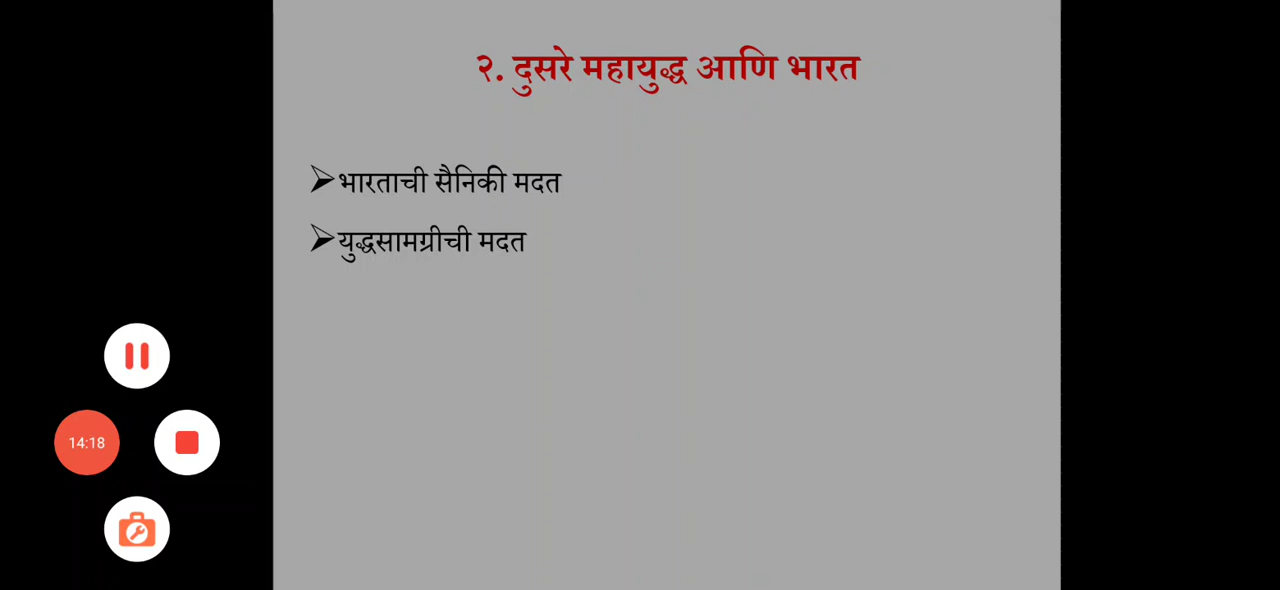 २. दुसरे महायुद्ध आणि भारत
➢भारताची सैनिकी मदत
➢युद्धसामग्रीची मदत
14:18